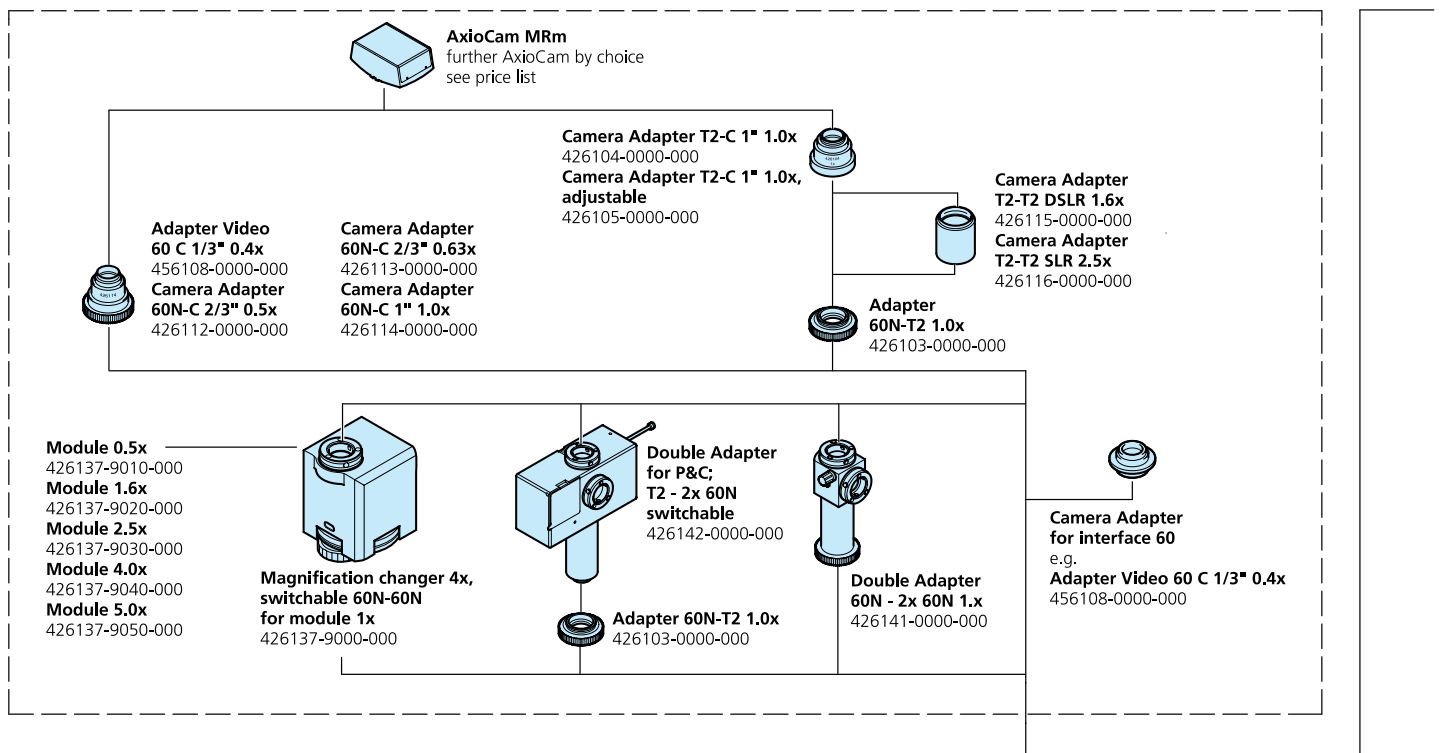 AxioCam MRm
further AxioCam by choice
see price list
Camera Adapter T2-C 1" 1.0x
426104-0000-000
Camera Adapter T2-C 1" 1.0x,
adjustable
426105-0000-000
Camera Adapter
T2-T2 DSLR 1.6x
426115-0000-000
Camera Adapter
T2-T2 SLR 2.5x
426116-0000-000
Adapter Video
60 C 1/3" 0.4x
456108-0000-000
Camera Adapter
60N-C 2/3" 0.5x
426112-0000-000
Camera Adapter
60N-C 2/3" 0.63x
426113-0000-000
Camera Adapter
60N-C 1" 1.0x
426114-0000-000
Adapter
60N-T2 1.0x
426103-0000-000
Module 0.5x
426137-9010-000
Module 1.6x
426137-9020-000
Module 2.5x
426137-9030-000
Module 4.0x
426137-9040-000
Module 5.0x
426137-9050-000
Magnification changer 4x,
switchable 60N-60N
for module 1x
426137-9000-000
Double Adapter
for P&C;
T2 - 2x 60N
switchable
426142-0000-000
Adapter 60N-T2 1.0x
426103-0000-000
Double Adapter
60N - 2x 60N 1.x
426141-0000-000
Camera Adapter
for interface 60
e.g.
Adapter Video 60 C 1/3" 0.4x
456108-0000-000